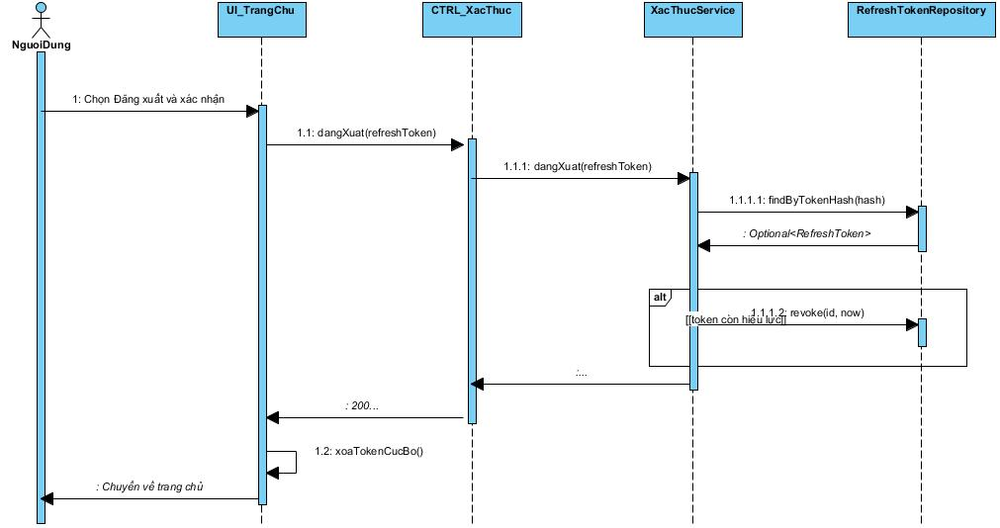 NguoiDung
UI_TrangChu
CTRL_XacThuc
XacThucService
RefreshTokenRepository
1: Chọn Đăng xuất và xác nhận
1.1: dangXuat(refreshToken)
1.1.1: dangXuat(refreshToken)
1.1.1.1: findByTokenHash(hash)
: Optional<RefreshToken>
alt
1.1.1.2: revoke(id, now)
[[token còn hiệu lực]]
:...
: 200...
1.2: xoaTokenCucBo()
: Chuyển về trang chủ